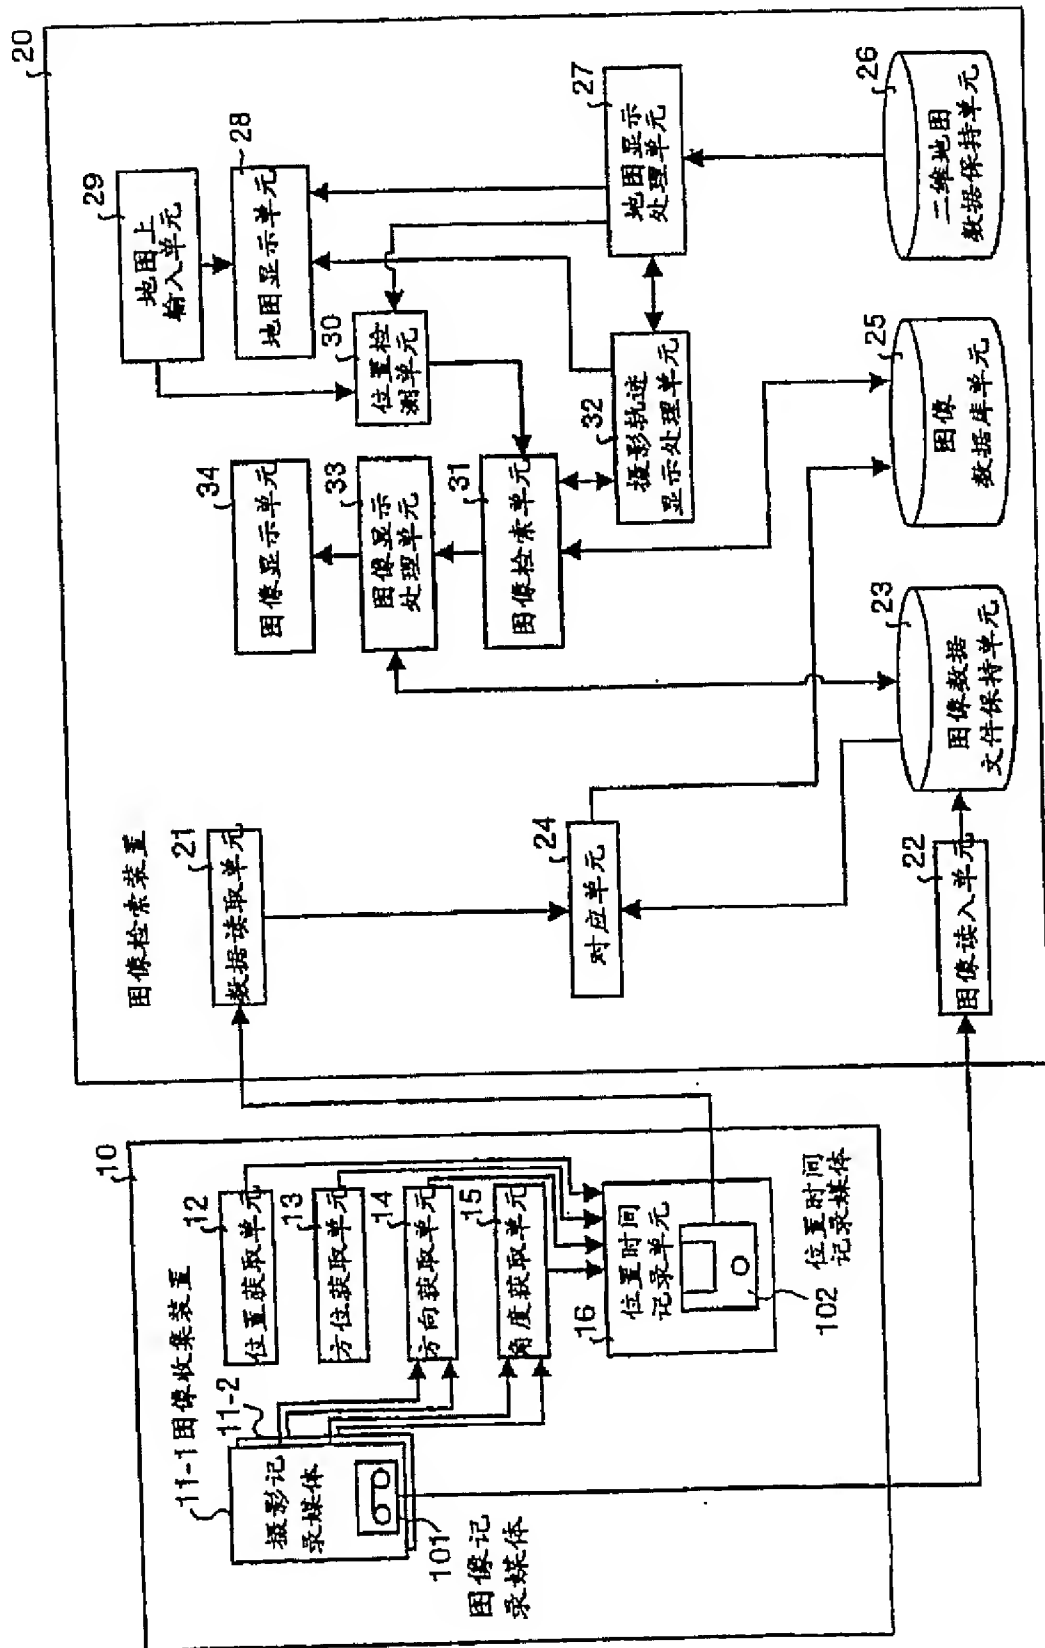 10
11-1 图像收集装置
11-2
摄影记
录媒体
101
图像记
录媒体
12
位置获取单元
13
方位获取单元
14
方向获取单元
15
角度获取单元
16
位置时间
记录单元
102
位置时间
记录媒体
20
图像检索装置
21
数据读取单元
24
对应单元
22
图像读入单元
23
图像数据
文件保持单元
34
图像显示单元
33
图像显示
处理单元
31
图像检索单元
32
摄影轨迹
显示处理单元
25
图像
数据库单元
29
地图上
输入单元
28
地图显示单元
30
位置检
测单元
27
地图显示
处理单元
26
二维地图
数据保持单元